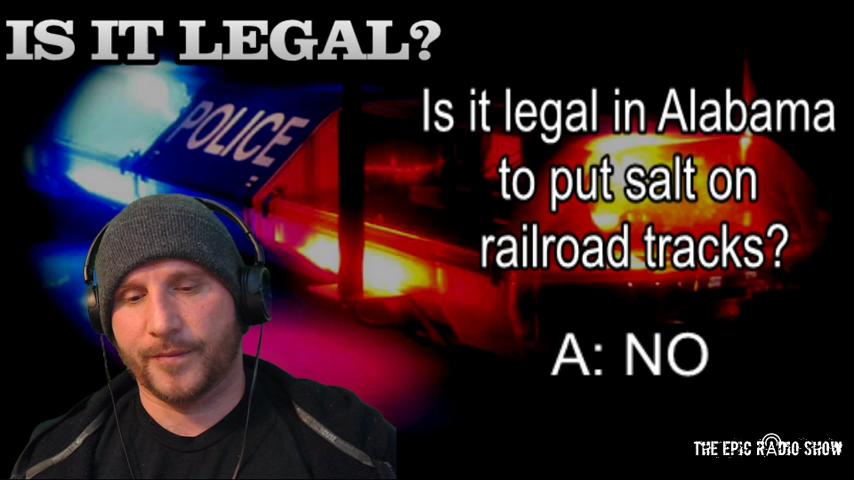 IS IT LEGAL?
POLICE
Is it legal in Alabama
to put salt on
railroad tracks?
A: NO
THE EPIC RADIO SHOW